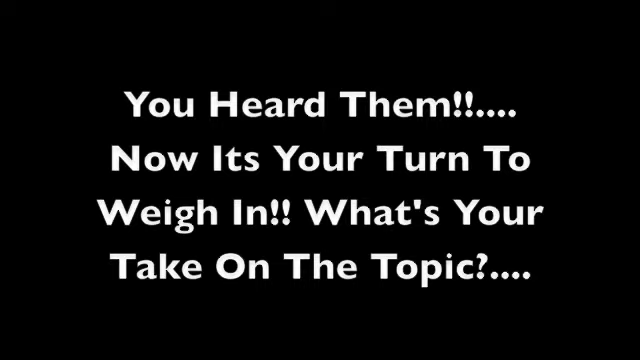 You Heard Them!!....
Now Its Your Turn To
Weigh In!! What's Your
Take On The Topic?....